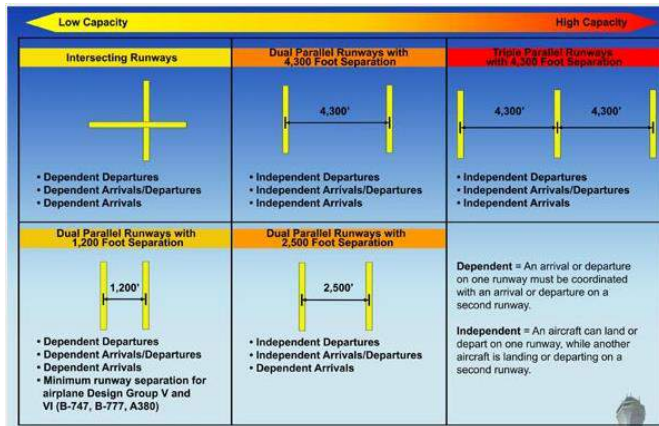 Low Capacity
High Capacity
Intersecting Runways
• Dependent Departures
• Dependent Arrivals/Departures
• Dependent Arrivals
Dual Parallel Runways with
4,300 Foot Separation
4,300'
• Independent Departures
• Independent Arrivals/Departures
• Independent Arrivals
Triple Parallel Runways
with 4,300 Foot Separation
4,300'
4,300'
• Independent Departures
• Independent Arrivals/Departures
• Independent Arrivals
Dual Parallel Runways with
1,200 Foot Separation
1,200'
• Dependent Departures
• Dependent Arrivals/Departures
• Dependent Arrivals
• Minimum runway separation for
airplane Design Group V and
VI (B-747, B-777, A380)
Dual Parallel Runways with
2,500 Foot Separation
2,500'
• Independent Departures
• Independent Arrivals/Departures
• Dependent Arrivals
Dependent = An arrival or departure
on one runway must be coordinated
with an arrival or departure on a
second runway.
Independent = An aircraft can land or
depart on one runway, while another
aircraft is landing or departing on a
second runway.